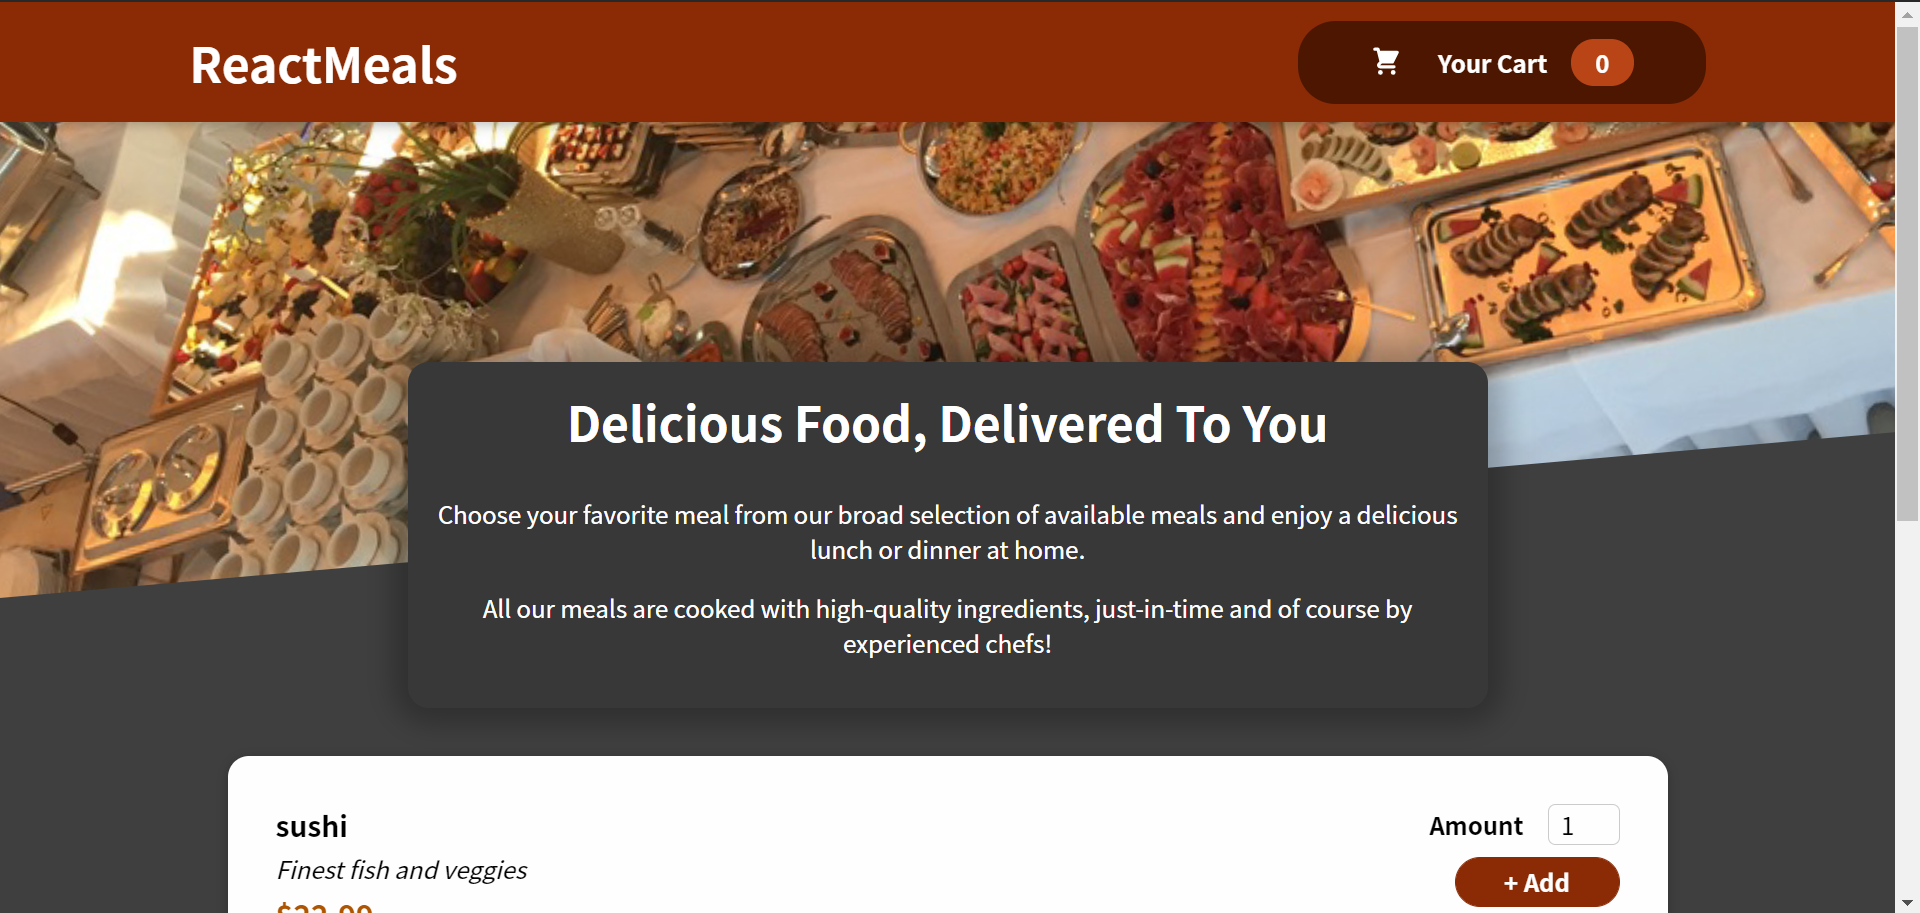 ReactMeals
Your Cart 0
Delicious Food, Delivered To You
Choose your favorite meal from our broad selection of available meals and enjoy a delicious
lunch or dinner at home.
All our meals are cooked with high-quality ingredients, just-in-time and of course by
experienced chefs!
sushi
Amount 1
Finest fish and veggies
+ Add